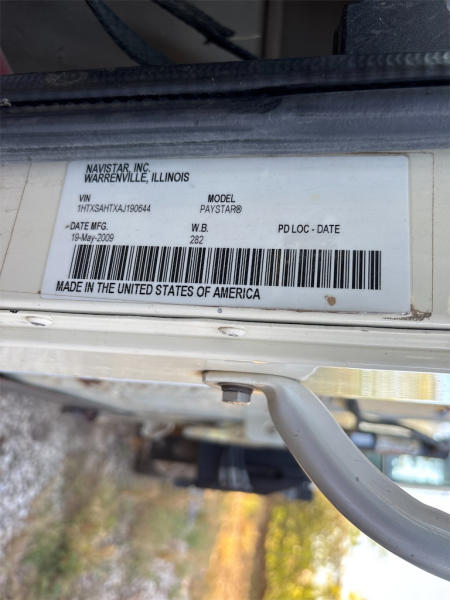 NAVISTAR, INC.
WARRENVILLE, ILLINOIS
VIN MODEL
1HTXSAHTXAJ190644 PAYSTAR®
DATE MFG. W.B. PD LOC - DATE
19-May-2009 282
MADE IN THE UNITED STATES OF AMERICA